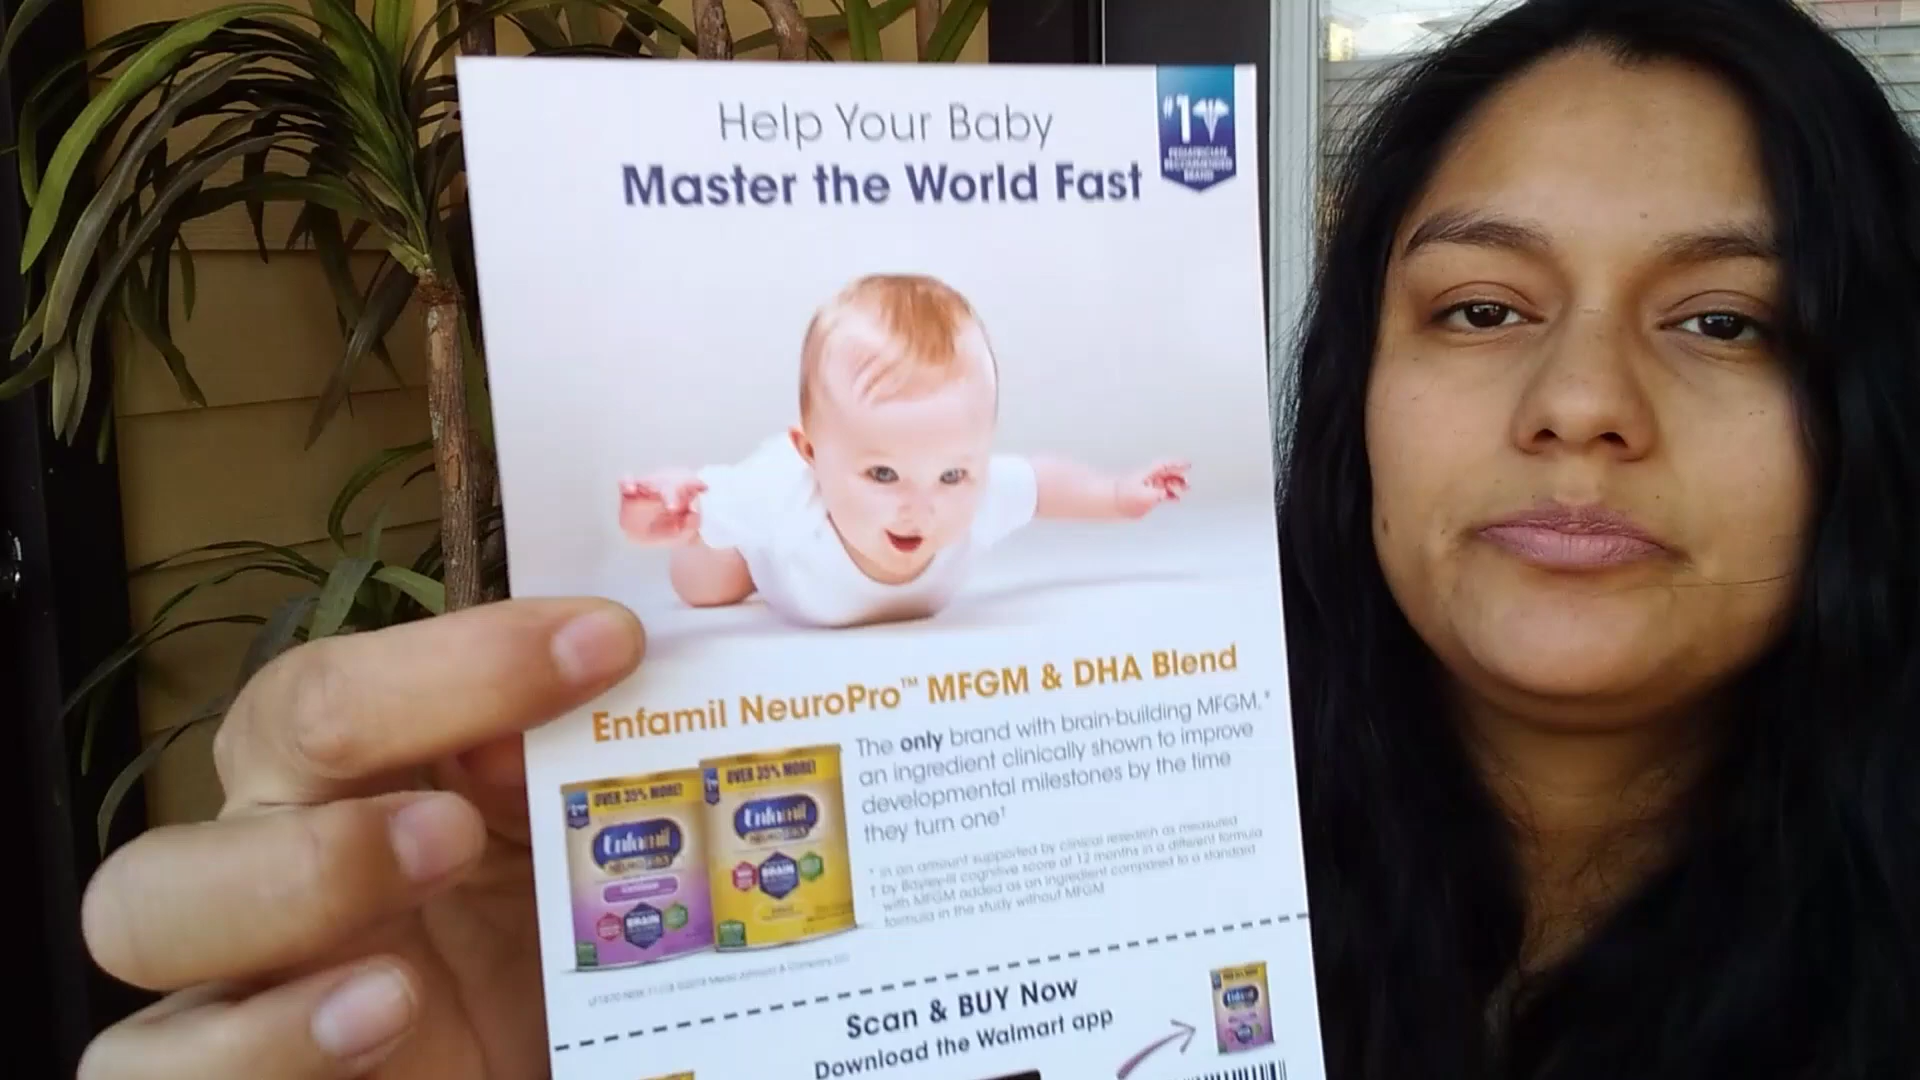 Help Your Baby
Master the World Fast
#1
PEDIATRICIAN
RECOMMENDED
BRAND
Enfamil NeuroPro™ MFGM & DHA Blend
The only brand with brain-building MFGM,*
an ingredient clinically shown to improve
developmental milestones by the time
they turn one†
* in an amount supported by clinical research as measured
† by Bayley-III cognitive score at 12 months in a different formula
with MFGM added as an ingredient compared to a standard
formula in the study without MFGM
OVER 35% MORE!
Enfamil
BRAIN
OVER 35% MORE!
Enfamil
BRAIN
Scan & BUY Now
Download the Walmart app
Enfamil